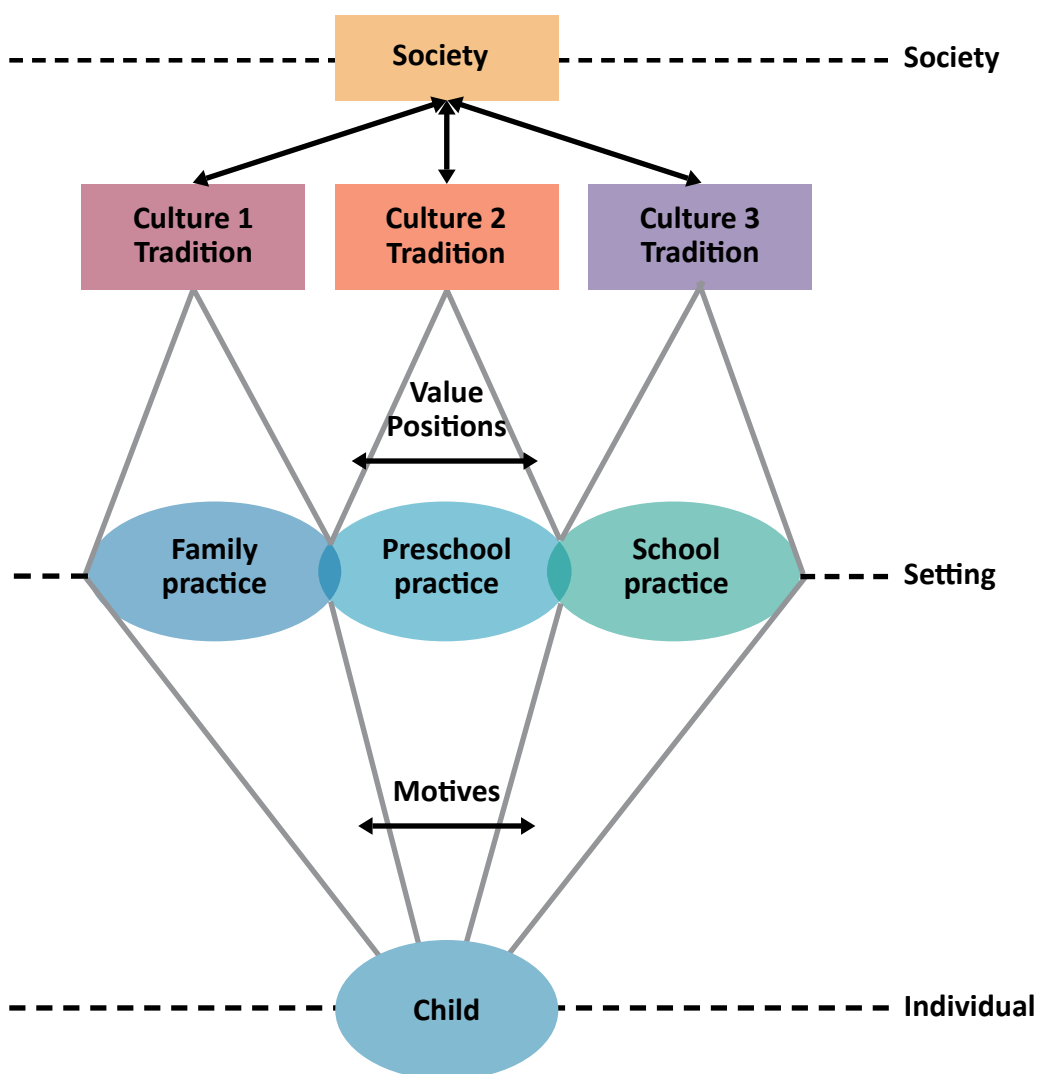 Society
Society
Culture 1
Tradition
Culture 2
Tradition
Culture 3
Tradition
Value
Positions
Family
practice
Preschool
practice
School
practice
Setting
Motives
Child
Individual